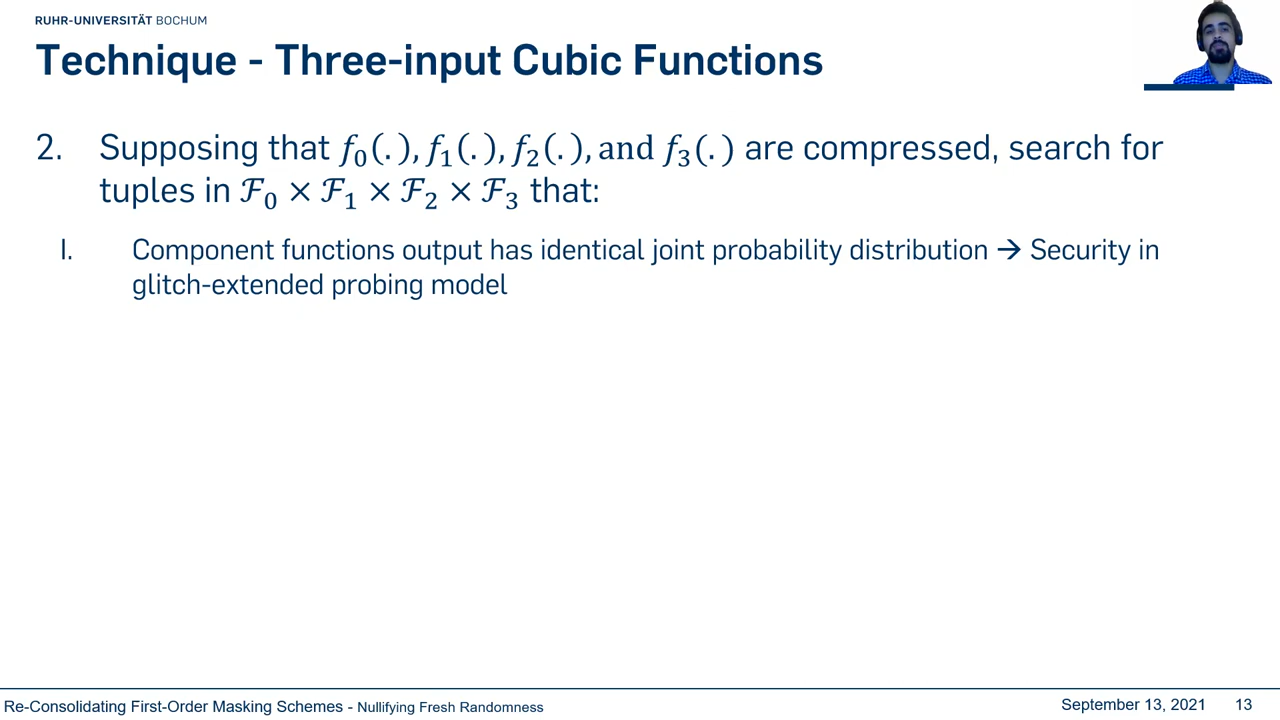 RUHR-UNIVERSITÄT BOCHUM
Technique - Three-input Cubic Functions
2. Supposing that f₀(.), f₁(.), f₂(.), and f₃(.) are compressed, search for
tuples in ℱ₀ × ℱ₁ × ℱ₂ × ℱ₃ that:
I. Component functions output has identical joint probability distribution → Security in
glitch-extended probing model
Re-Consolidating First-Order Masking Schemes - Nullifying Fresh Randomness
September 13, 2021 13